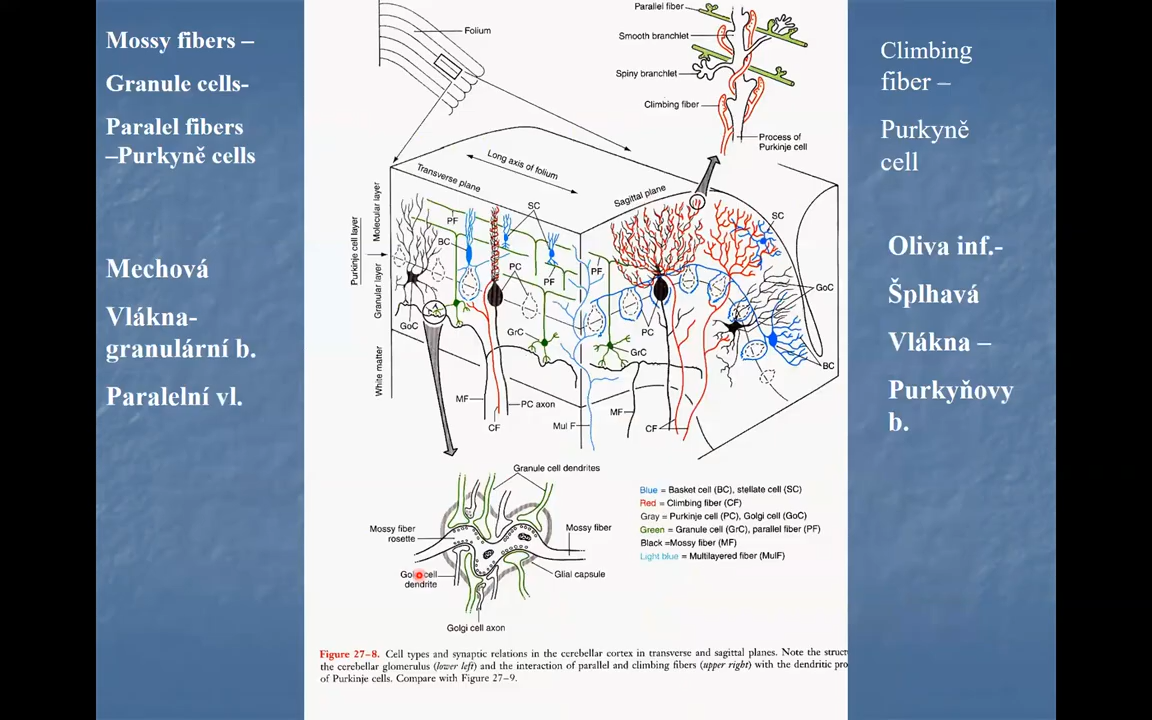 Mossy fibers –
Granule cells-
Paralel fibers
–Purkyně cells
Mechová
Vlákna-
granulární b.
Paralelní vl.
Folium
Parallel fiber
Smooth branchlet
Spiny branchlet
Climbing fiber
Process of
Purkinje cell
Long axis of folium
Transverse plane
Sagittal plane
Purkinje cell layer
Molecular layer
Granular layer
White matter
PF
SC
BC
PC
PF
GoC
GrC
MF
CF
PC axon
Mul F
PF
SC
GoC
PC
GrC
BC
MF
CF
Granule cell dendrites
Mossy fiber
rosette
Mossy fiber
cell
dendrite
Glial capsule
Golgi cell axon
Blue = Basket cell (BC), stellate cell (SC)
Red = Climbing fiber (CF)
Gray = Purkinje cell (PC), Golgi cell (GoC)
Green = Granule cell (GrC), parallel fiber (PF)
Black =Mossy fiber (MF)
Light blue = Multilayered fiber (MulF)
Figure 27-8. Cell types and synaptic relations in the cerebellar cortex in transverse and sagittal planes. Note the struct
the cerebellar glomerulus (lower left) and the interaction of parallel and climbing fibers (upper right) with the dendritic pro
of Purkinje cells. Compare with Figure 27-9.
Climbing
fiber –
Purkyně
cell
Oliva inf.-
Šplhavá
Vlákna –
Purkyňovy
b.